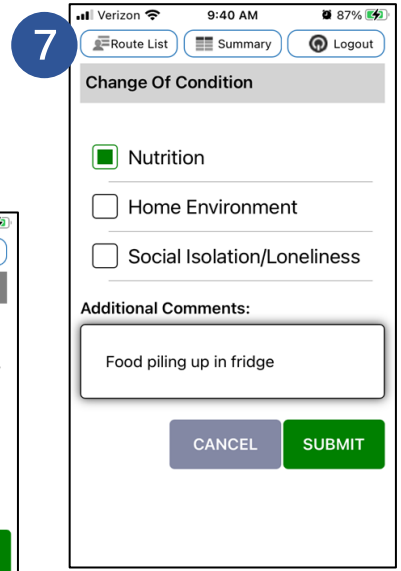 7
Verizon 9:40 AM 87%
Route List Summary Logout
Change Of Condition
Nutrition
Home Environment
Social Isolation/Loneliness
Additional Comments:
Food piling up in fridge
CANCEL SUBMIT